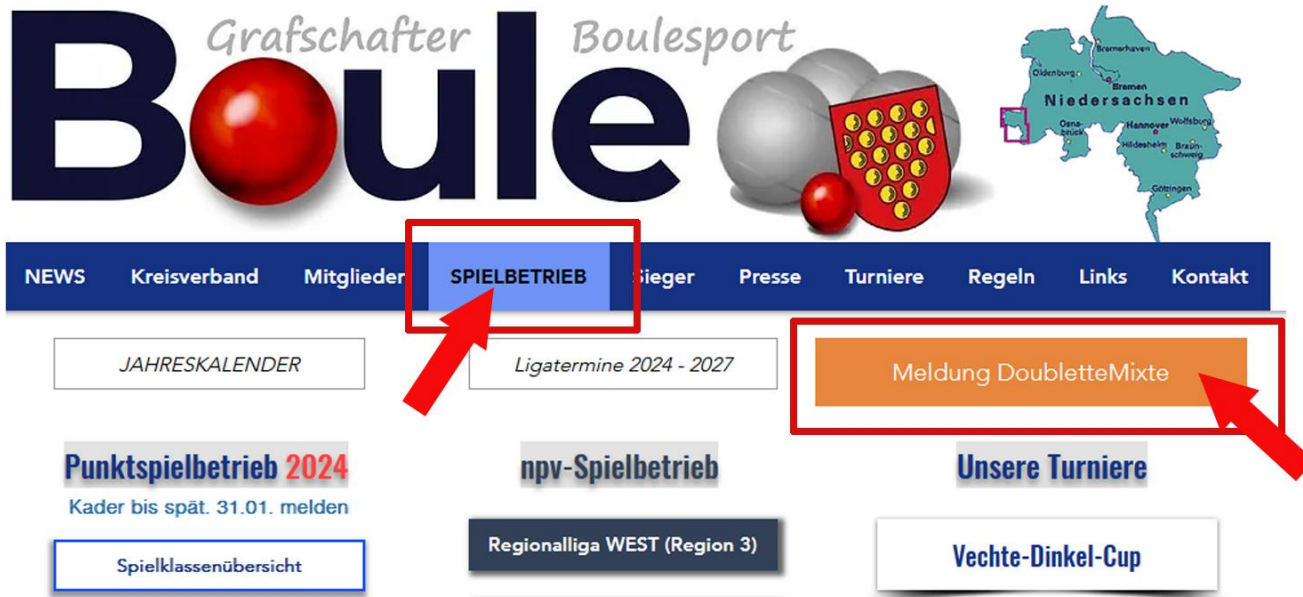 Grafschafter Boulesport
Boule
Bremerhaven
Oldenburg
Bremen
Niedersachsen
Osna-
brück
Hannover
Wolfsburg
Hildesheim
Braun-
schweig
Göttingen
NEWS Kreisverband Mitglieder SPIELBETRIEB Sieger Presse Turniere Regeln Links Kontakt
JAHRESKALENDER
Ligatermine 2024 - 2027
Meldung DoubletteMixte
Punktspielbetrieb 2024
Kader bis spät. 31.01. melden
Spielklassenübersicht
npv-Spielbetrieb
Regionalliga WEST (Region 3)
Unsere Turniere
Vechte-Dinkel-Cup